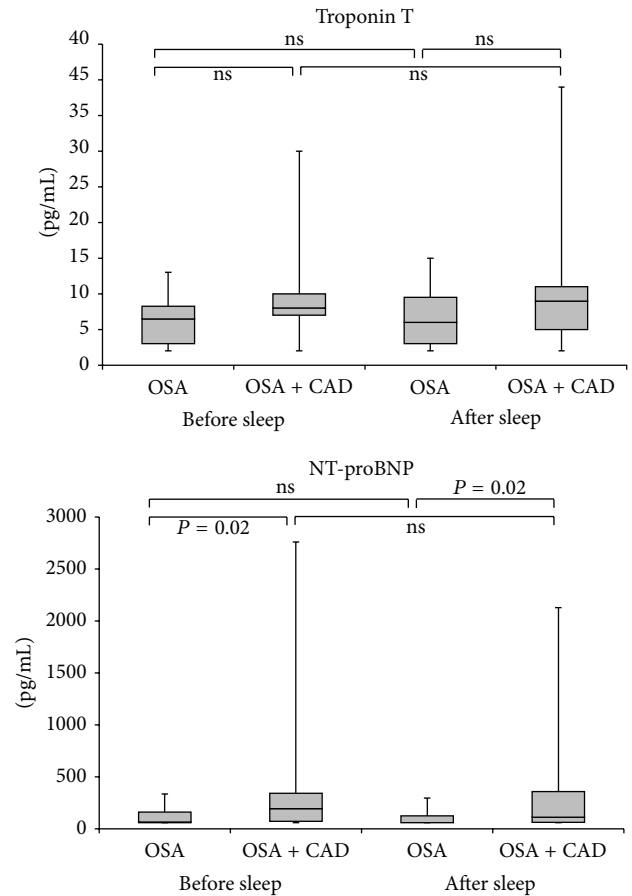 Troponin T
ns ns
ns ns
40
45
40
35
30
25
20
15
10
5
0
(pg/mL)
OSA OSA + CAD OSA OSA + CAD
Before sleep After sleep
NT-proBNP
ns P = 0.02
P = 0.02 ns
3000
2500
2000
1500
1000
500
0
(pg/mL)
OSA OSA + CAD OSA OSA + CAD
Before sleep After sleep